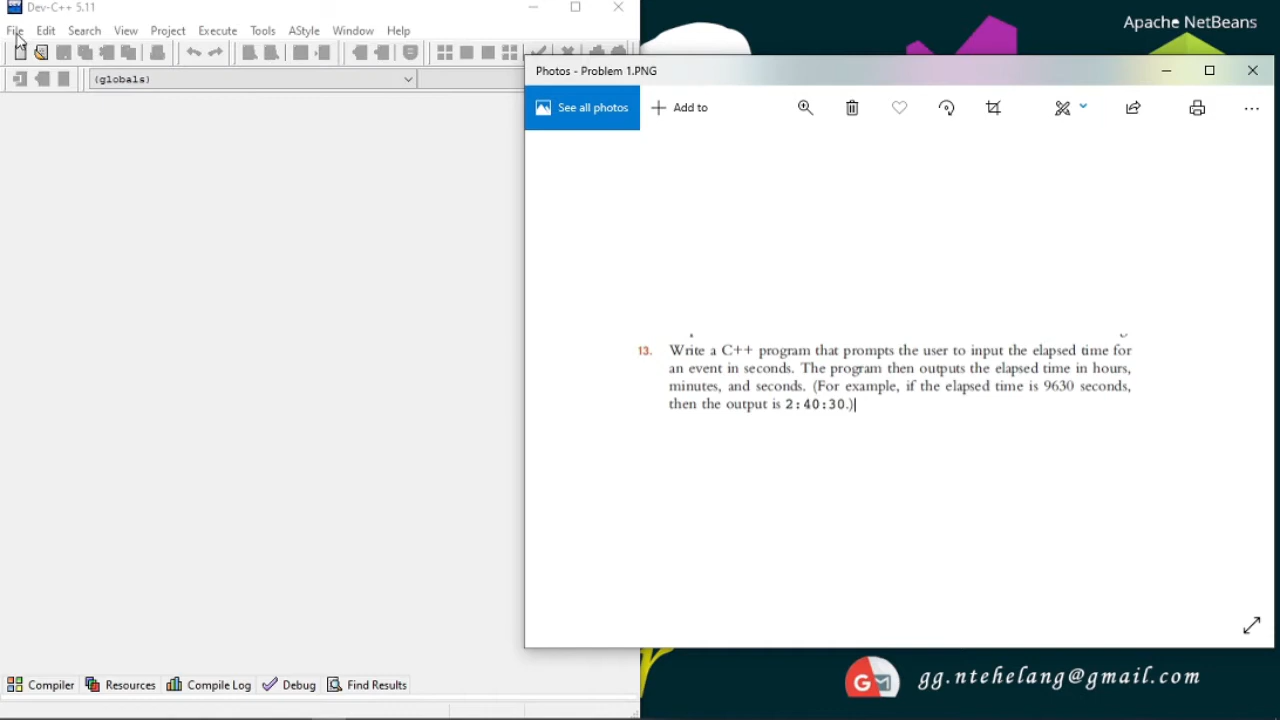 Dev-C++ 5.11
File Edit Search View Project Execute Tools AStyle Window Help
(globals)
Apache NetBeans
Photos - Problem 1.PNG
See all photos
Add to
13. Write a C++ program that prompts the user to input the elapsed time for
an event in seconds. The program then outputs the elapsed time in hours,
minutes, and seconds. (For example, if the elapsed time is 9630 seconds,
then the output is 2:40:30.)
Compiler Resources Compile Log Debug Find Results
gg.ntehelang@gmail.com